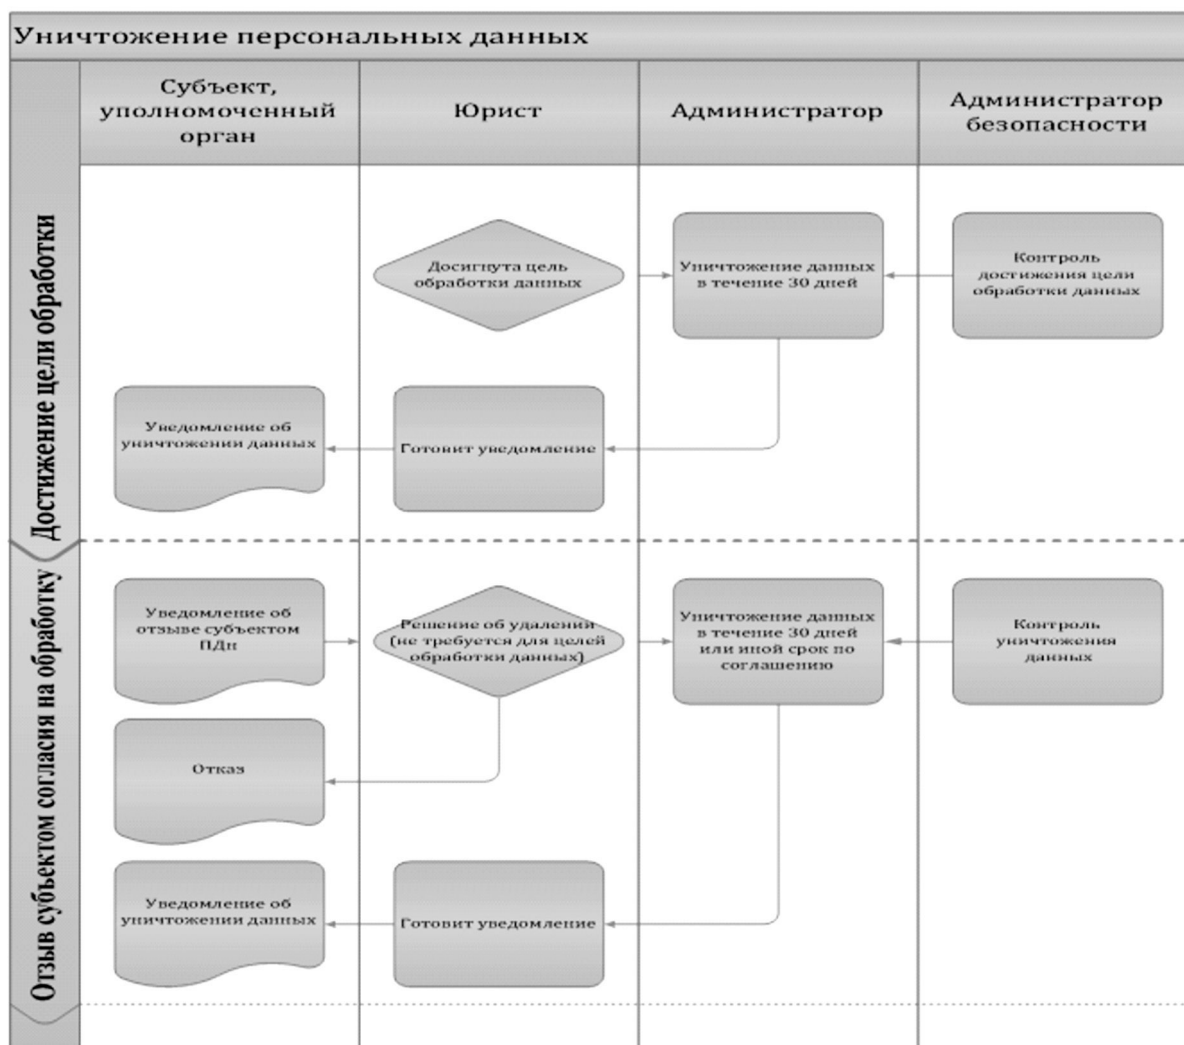 Уничтожение персональных данных
Субъект,
уполномоченный
орган
Юрист
Администратор
Администратор
безопасности
Достижение цели обработки
Досигнута цель
обработки данных
Уничтожение данных
в течение 30 дней
Контроль
достижения цели
обработки данных
Уведомление об
уничтожении данных
Готовит уведомление
Отзыв субъектом согласия на обработку
Уведомление об
отзыве субъектом
ПДн
Решение об удалении
(не требуется для целей
обработки данных)
Уничтожение данных
в течение 30 дней
или иной срок по
соглашению
Контроль
уничтожения
данных
Отказ
Уведомление об
уничтожении данных
Готовит уведомление